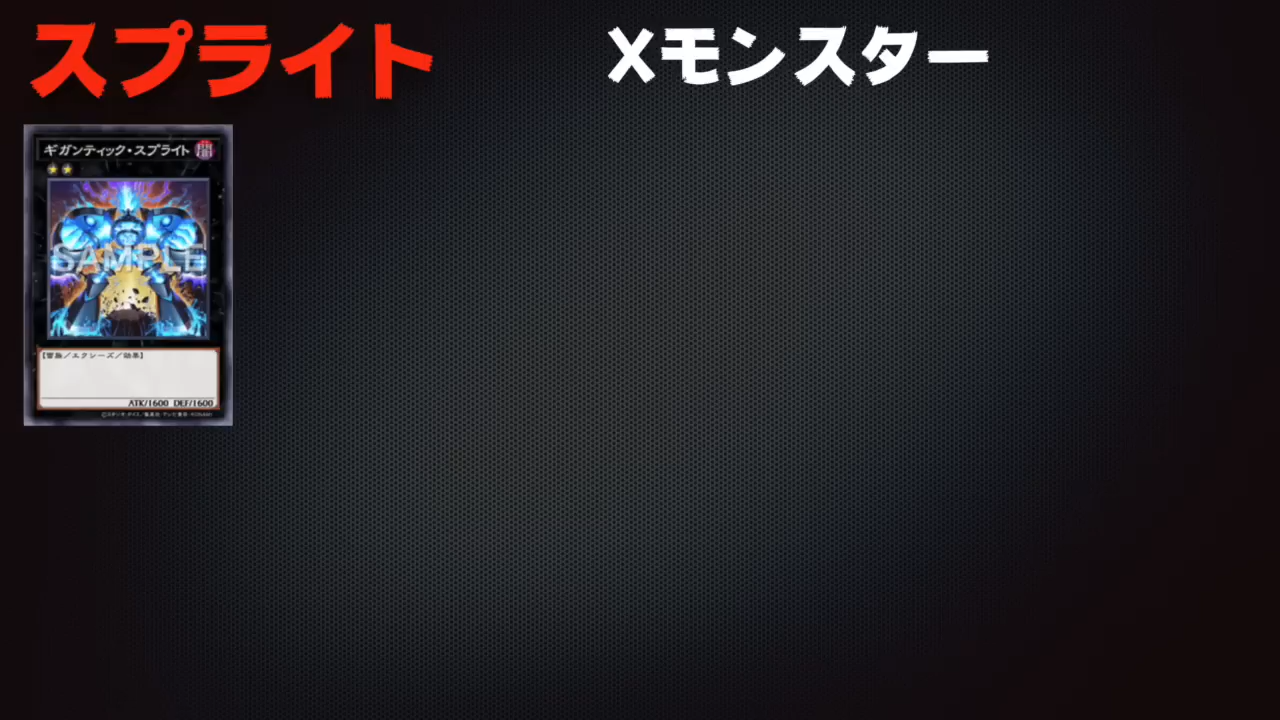 スプライト
Xモンスター
ギガンティック・スプライト
SAMPLE
【雷族／エクシーズ／効果】
ATK/1600 DEF/1600